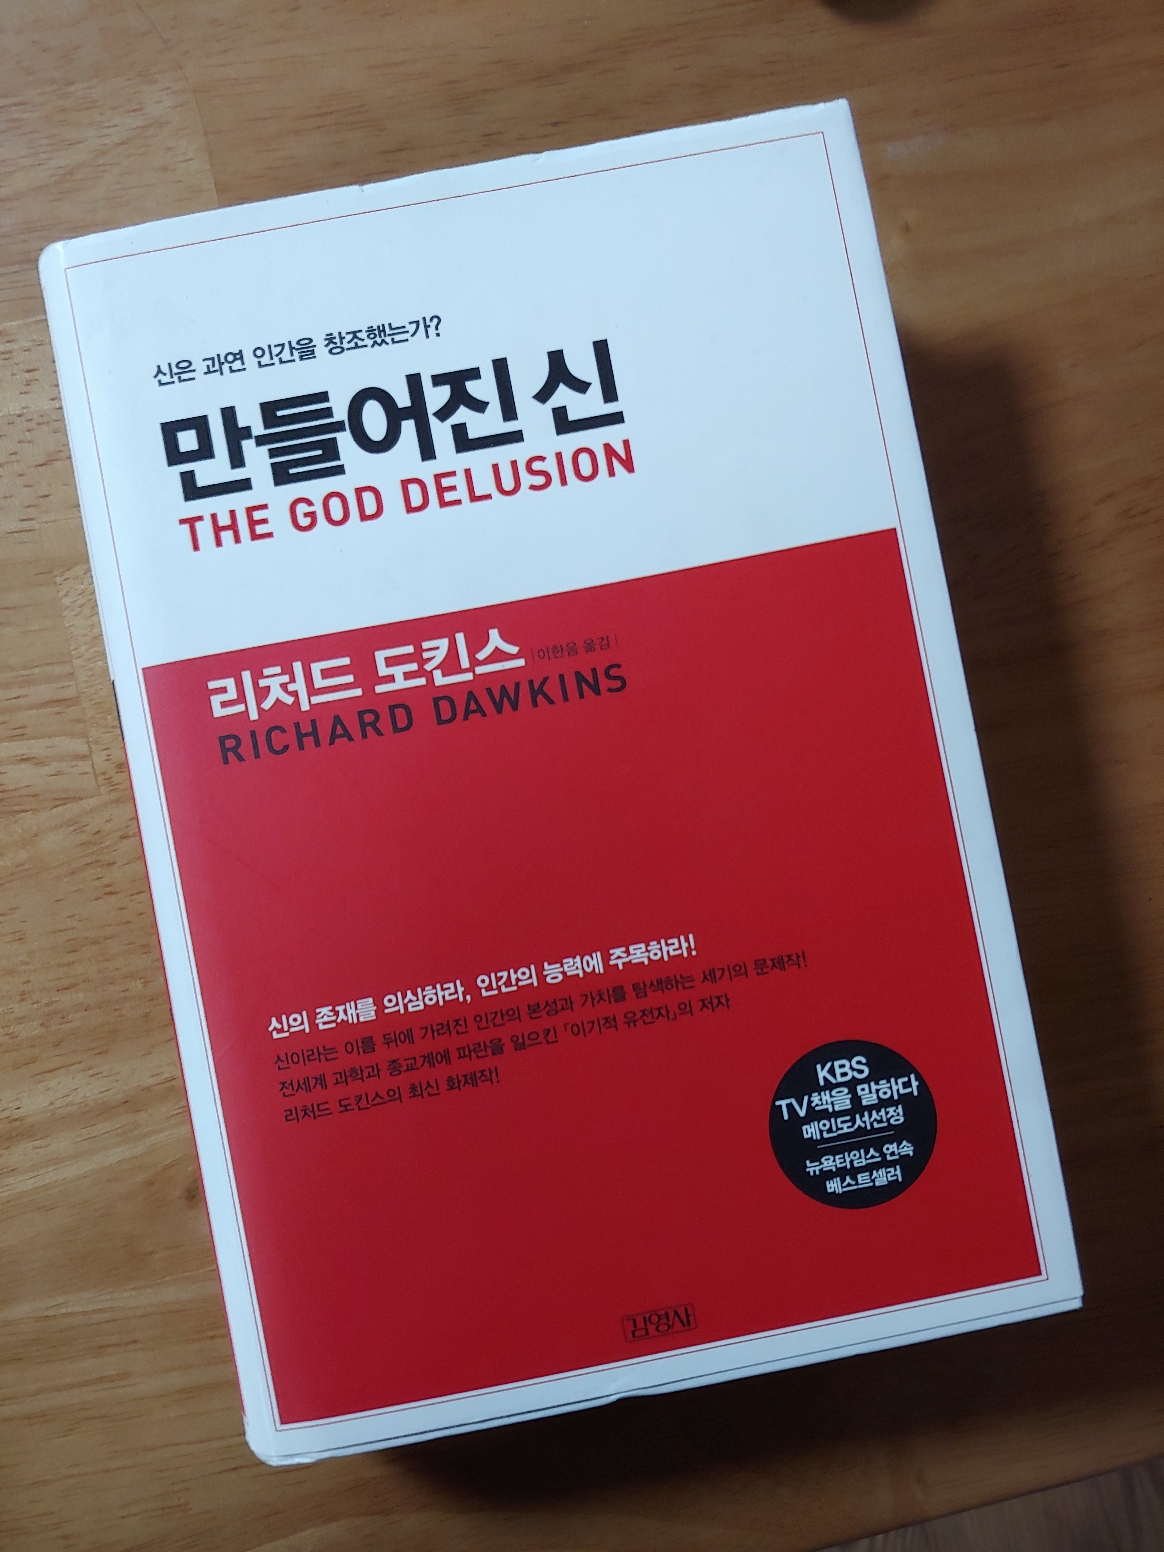 신은 과연 인간을 창조했는가?
만들어진 신
THE GOD DELUSION
리처드 도킨스 | 이한음 옮김 |
RICHARD DAWKINS
신의 존재를 의심하라, 인간의 능력에 주목하라!
신이라는 이름 뒤에 가려진 인간의 본성과 가치를 탐색하는 세기의 문제작!
전세계 과학과 종교계에 파란을 일으킨 『이기적 유전자』의 저자
리처드 도킨스의 최신 화제작!
KBS
TV 책을 말하다
메인도서선정
뉴욕타임스 연속
베스트셀러
김영사